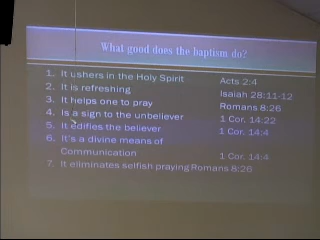 What good does the baptism do?
1. It ushers in the Holy Spirit Acts 2:4
2. It is refreshing Isaiah 28:11-12
3. It helps one to pray Romans 8:26
4. Is a sign to the unbeliever 1 Cor. 14:22
5. It edifies the believer 1 Cor. 14:4
6. It's a divine means of
Communication 1 Cor. 14:4
7. It eliminates selfish praying Romans 8:26